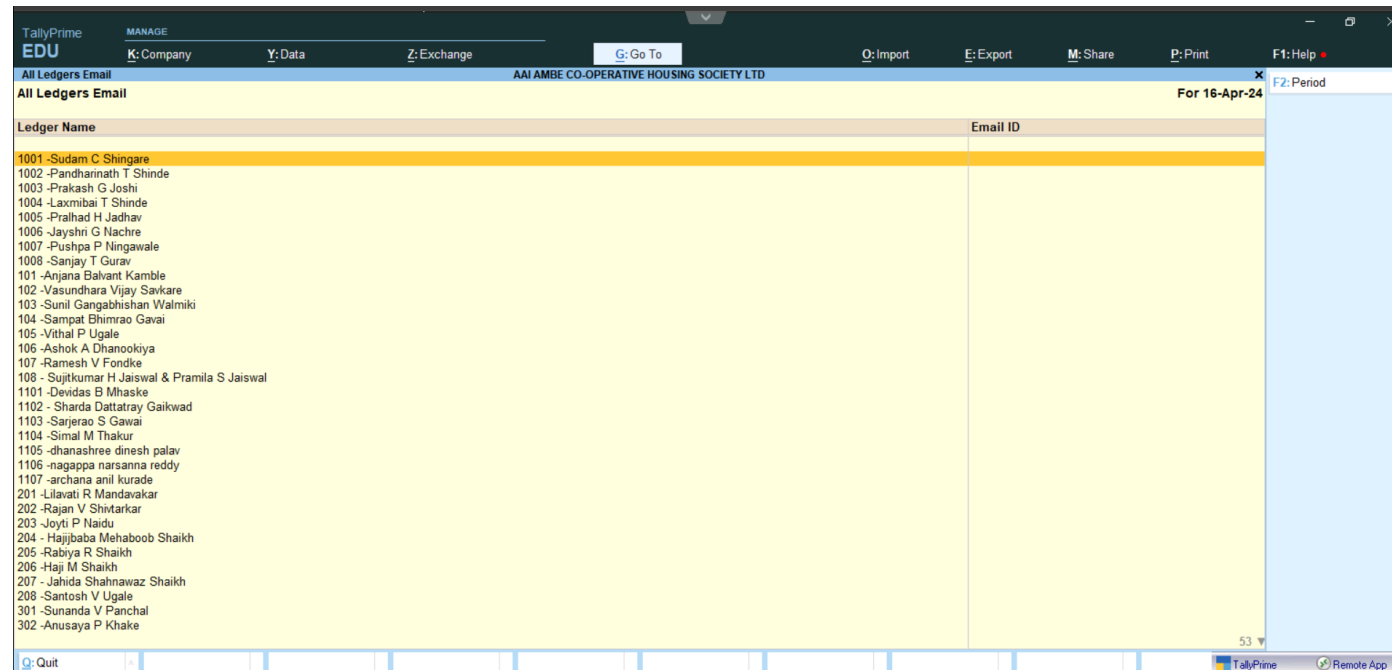 TallyPrime
EDU
MANAGE
K: Company Y: Data Z: Exchange G: Go To O: Import E: Export M: Share P: Print F1: Help
All Ledgers Email AAI AMBE CO-OPERATIVE HOUSING SOCIETY LTD
F2: Period
All Ledgers Email For 16-Apr-24
Ledger Name Email ID
1001 -Sudam C Shingare
1002 -Pandharinath T Shinde
1003 -Prakash G Joshi
1004 -Laxmibai T Shinde
1005 -Pralhad H Jadhav
1006 -Jayshri G Nachre
1007 -Pushpa P Ningawale
1008 -Sanjay T Gurav
101 -Anjana Balvant Kamble
102 -Vasundhara Vijay Savkare
103 -Sunil Gangabhishan Walmiki
104 -Sampat Bhimrao Gavai
105 -Vithal P Ugale
106 -Ashok A Dhanookiya
107 -Ramesh V Fondke
108 - Sujitkumar H Jaiswal & Pramila S Jaiswal
1101 -Devidas B Mhaske
1102 - Sharda Dattatray Gaikwad
1103 -Sarjerao S Gawai
1104 -Simal M Thakur
1105 -dhanashree dinesh palav
1106 -nagappa narsanna reddy
1107 -archana anil kurade
201 -Lilavati R Mandavakar
202 -Rajan V Shivtarkar
203 -Joyti P Naidu
204 - Hajijbaba Mehaboob Shaikh
205 -Rabiya R Shaikh
206 -Haji M Shaikh
207 - Jahida Shahnawaz Shaikh
208 -Santosh V Ugale
301 -Sunanda V Panchal
302 -Anusaya P Khake
53
Q: Quit
TallyPrime Remote App